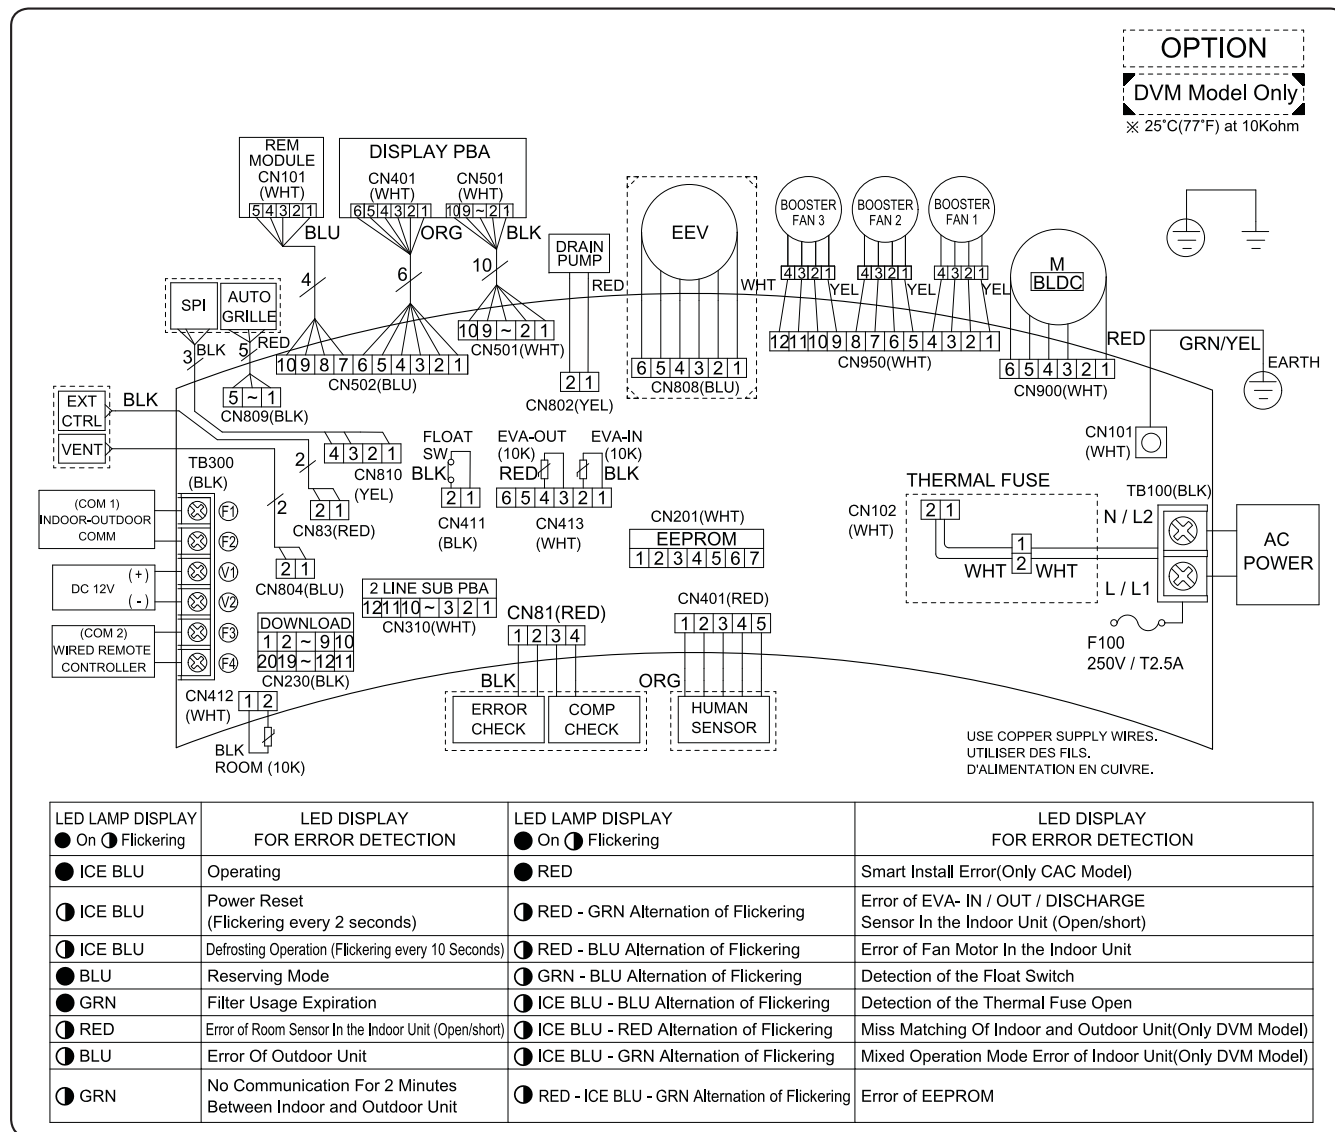 OPTION
DVM Model Only
※ 25˚C(77˚F) at 10Kohm
REM
MODULE
CN101
(WHT)
5 4 3 2 1
BLU
DISPLAY PBA
CN401
(WHT)
6 5 4 3 2 1
ORG
CN501
(WHT)
10 9 ~ 2 1
BLK
4
6
10
SPI
AUTO
GRILLE
3
BLK
5
RED
5 ~ 1
CN809(BLK)
10 9 8 7 6 5 4 3 2 1
CN502(BLU)
10 9 ~ 2 1
CN501(WHT)
DRAIN
PUMP
RED
2 1
CN802(YEL)
EEV
WHT
6 5 4 3 2 1
CN808(BLU)
BOOSTER
FAN 3
4 3 2 1
YEL
BOOSTER
FAN 2
4 3 2 1
YEL
BOOSTER
FAN 1
4 3 2 1
YEL
12 11 10 9 8 7 6 5 4 3 2 1
CN950(WHT)
M
BLDC
RED
6 5 4 3 2 1
CN900(WHT)
GRN/YEL
EARTH
CN101
(WHT)
EXT
CTRL
BLK
VENT
4 3 2 1
CN810
(YEL)
2
2 1
CN83(RED)
2
2 1
CN804(BLU)
FLOAT
SW
BLK
2 1
CN411
(BLK)
EVA-OUT
(10K)
RED
EVA-IN
(10K)
BLK
6 5 4 3 2 1
CN413
(WHT)
CN201(WHT)
EEPROM
1 2 3 4 5 6 7
THERMAL FUSE
CN102
(WHT)
2 1
1
2
WHT
WHT
TB100(BLK)
N / L2
L / L1
AC
POWER
F100
250V / T2.5A
TB300
(BLK)
F1
F2
V1
V2
F3
F4
(COM 1)
INDOOR-OUTDOOR
COMM
DC 12V
(+)
(-)
(COM 2)
WIRED REMOTE
CONTROLLER
2 LINE SUB PBA
12 11 10 ~ 3 2 1
CN310(WHT)
DOWNLOAD
1 2 ~ 9 10
20 19 ~ 12 11
CN230(BLK)
CN412
(WHT)
1 2
BLK
ROOM (10K)
CN81(RED)
1 2 3 4
BLK
ERROR
CHECK
COMP
CHECK
CN401(RED)
1 2 3 4 5
ORG
HUMAN
SENSOR
USE COPPER SUPPLY WIRES.
UTILISER DES FILS.
D'ALIMENTATION EN CUIVRE.
LED LAMP DISPLAY
● On ◑ Flickering
LED DISPLAY
FOR ERROR DETECTION
LED LAMP DISPLAY
● On ◑ Flickering
LED DISPLAY
FOR ERROR DETECTION
● ICE BLU
Operating
● RED
Smart Install Error(Only CAC Model)
◑ ICE BLU
Power Reset
(Flickering every 2 seconds)
◑ RED - GRN Alternation of Flickering
Error of EVA- IN / OUT / DISCHARGE
Sensor In the Indoor Unit (Open/short)
◑ ICE BLU
Defrosting Operation (Flickering every 10 Seconds)
◑ RED - BLU Alternation of Flickering
Error of Fan Motor In the Indoor Unit
● BLU
Reserving Mode
◑ GRN - BLU Alternation of Flickering
Detection of the Float Switch
● GRN
Filter Usage Expiration
◑ ICE BLU - BLU Alternation of Flickering
Detection of the Thermal Fuse Open
◑ RED
Error of Room Sensor In the Indoor Unit (Open/short)
◑ ICE BLU - RED Alternation of Flickering
Miss Matching Of Indoor and Outdoor Unit(Only DVM Model)
◑ BLU
Error Of Outdoor Unit
◑ ICE BLU - GRN Alternation of Flickering
Mixed Operation Mode Error of Indoor Unit(Only DVM Model)
◑ GRN
No Communication For 2 Minutes
Between Indoor and Outdoor Unit
◑ RED - ICE BLU - GRN Alternation of Flickering
Error of EEPROM